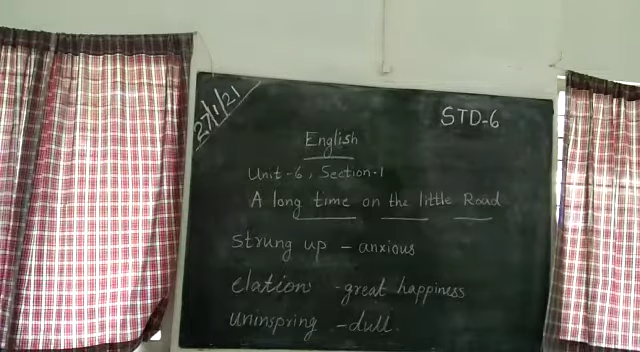 27/1/21
STD-6
English
Unit-6, Section-1
A long time on the little Road
Strung up - anxious
elation - great happiness
uninspring - dull.